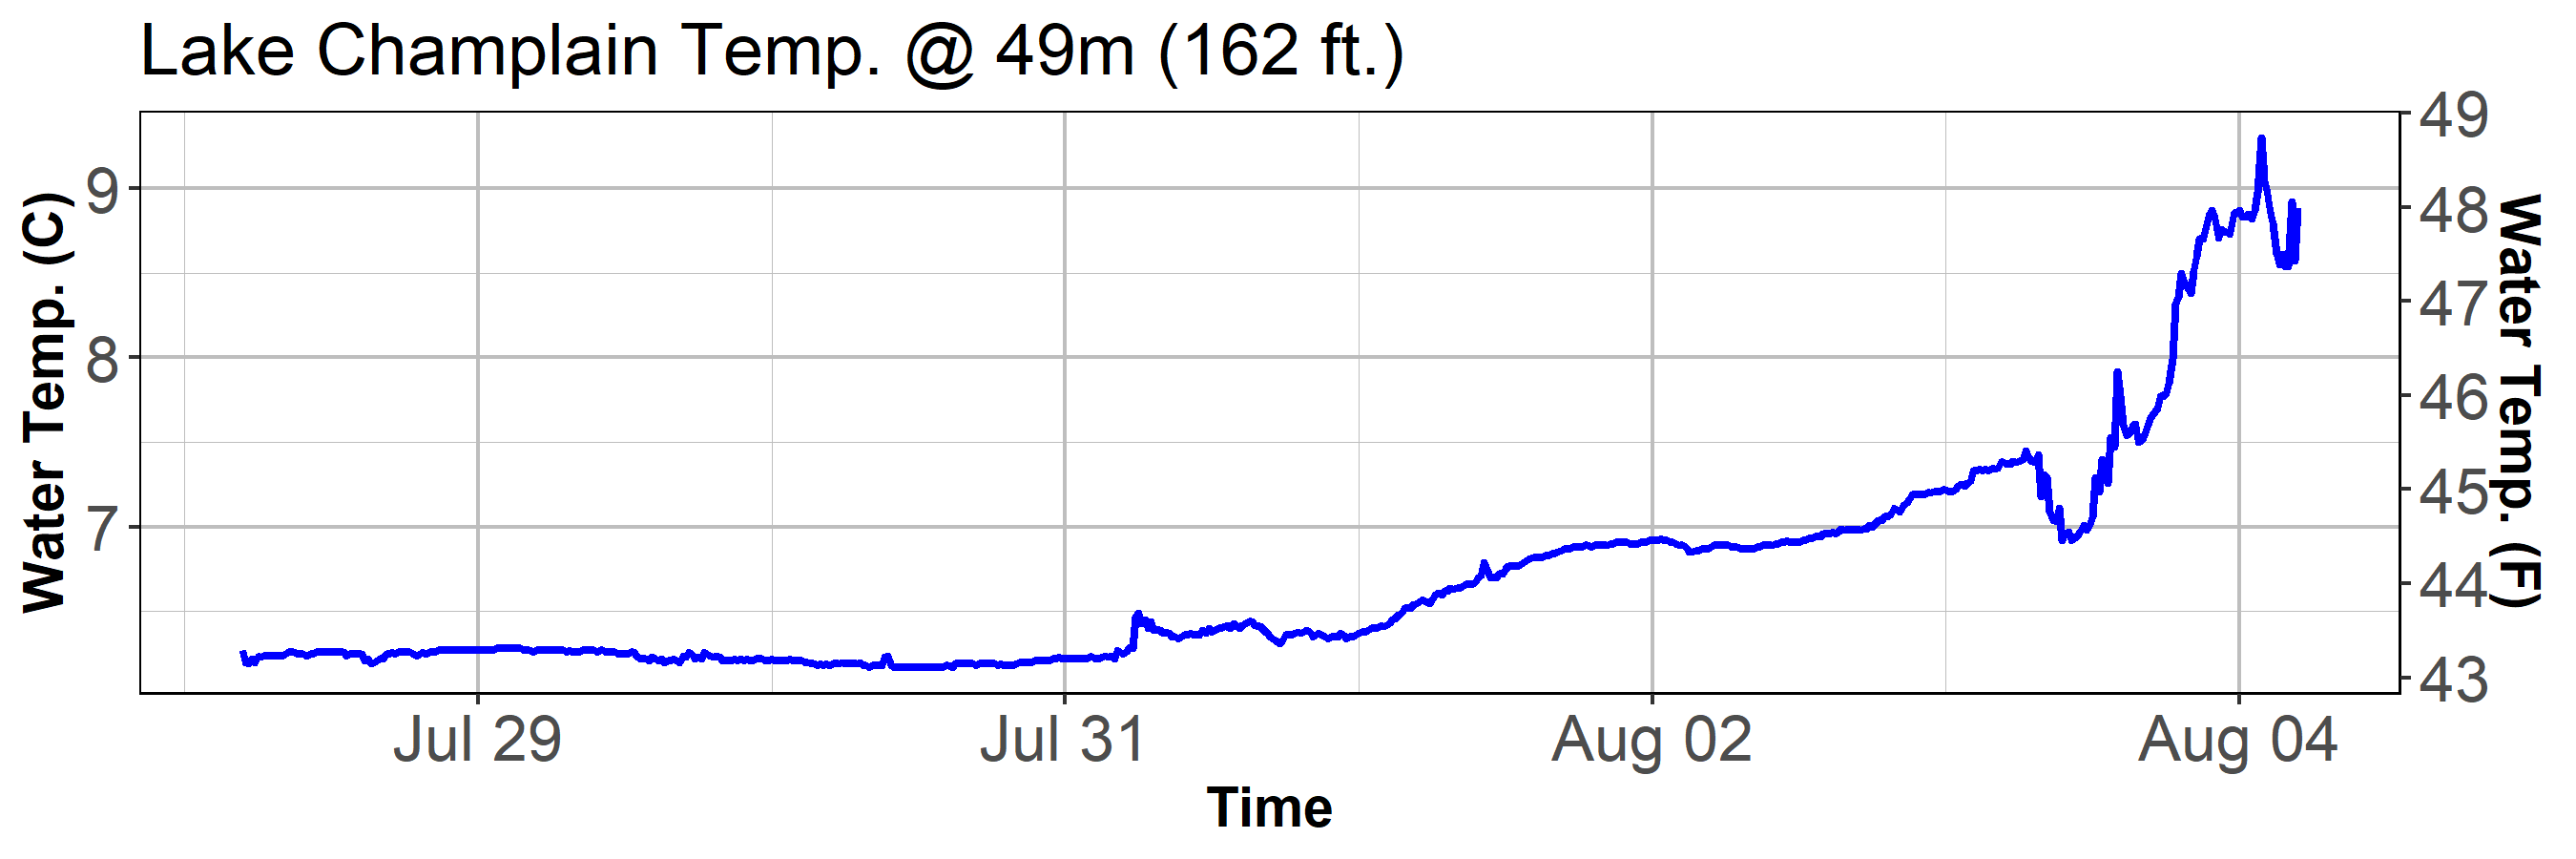 Lake Champlain Temp. @ 49m (162 ft.)
Water Temp. (C)
9
8
7
49
48
47
46
45
44
43
Water Temp. (F)
Jul 29 Jul 31 Aug 02 Aug 04
Time